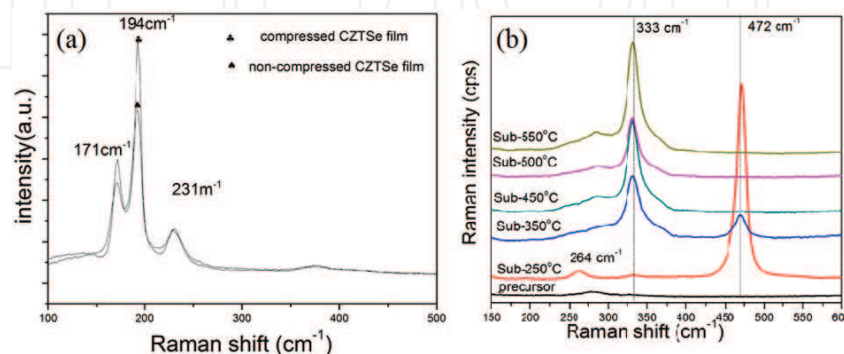 (a)
194cm-1
♣ compressed CZTSe film
♠ non-compressed CZTSe film
171cm-1
231m-1
intensity(a.u.)
100 200 300 400 500
Raman shift (cm-1)
(b)
333 cm-1
472 cm-1
Sub-550°C
Sub-500°C
Sub-450°C
Sub-350°C
264 cm-1
Sub-250°C
precursor
Raman intensity (cps)
150 200 250 300 350 400 450 500 550 60
Raman shift (cm-1)